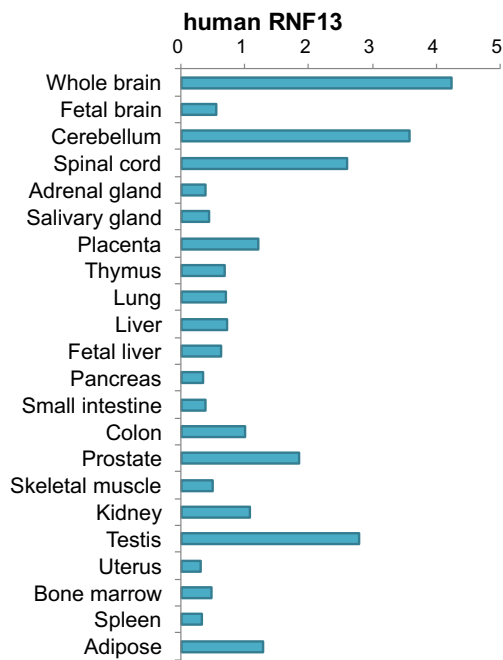 human RNF13
0 1 2 3 4 5
Whole brain
Fetal brain
Cerebellum
Spinal cord
Adrenal gland
Salivary gland
Placenta
Thymus
Lung
Liver
Fetal liver
Pancreas
Small intestine
Colon
Prostate
Skeletal muscle
Kidney
Testis
Uterus
Bone marrow
Spleen
Adipose